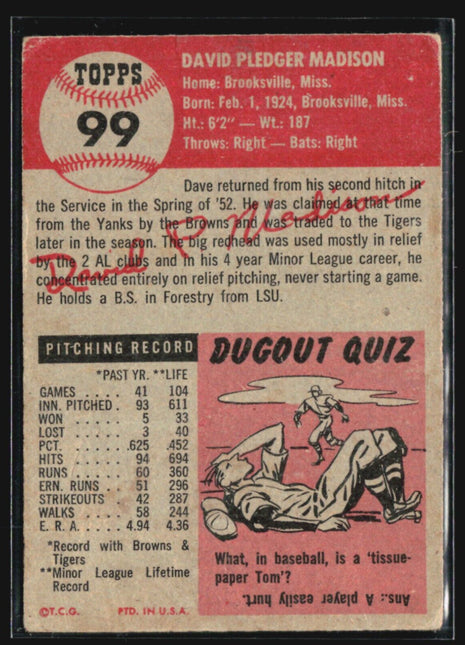 TOPPS
99
DAVID PLEDGER MADISON
Home: Brooksville, Miss.
Born: Feb. 1, 1924, Brooksville, Miss.
Ht.: 6'2" — Wt.: 187
Throws: Right — Bats: Right
Dave returned from his second hitch in
the Service in the Spring of '52. He was claimed at that time
from the Yanks by the Browns and was traded to the Tigers
later in the season. The big redhead was used mostly in relief
by the 2 AL clubs and in his 4 year Minor League career, he
concentrated entirely on relief pitching, never starting a game.
He holds a B.S. in Forestry from LSU.
David P. Madison
PITCHING RECORD
*PAST YR. **LIFE
GAMES . . . . 41 104
INN. PITCHED . 93 611
WON . . . . . 5 33
LOST . . . . 3 40
PCT. . . . . .625 .452
HITS . . . . 94 694
RUNS . . . . 60 360
ERN. RUNS . . 51 296
STRIKEOUTS . . 42 287
WALKS . . . . 58 244
E. R. A. . . . 4.94 4.36
*Record with Browns &
Tigers
**Minor League Lifetime
Record
©T.C.G. PTD. IN U.S.A.
DUGOUT QUIZ
What, in baseball, is a 'tissue-
paper Tom'?
Ans.: A player easily hurt.